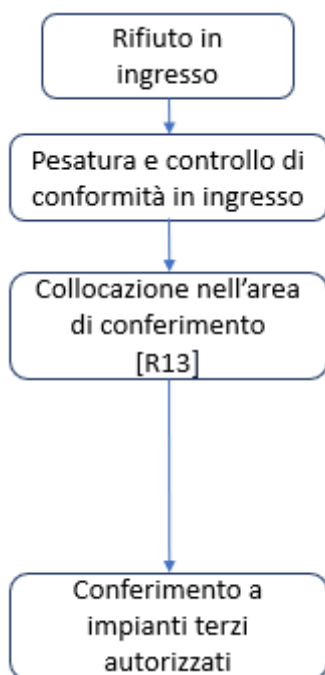 Rifiuto in
ingresso
Pesatura e controllo di
conformità in ingresso
Collocazione nell'area
di conferimento
[R13]
Conferimento a
impianti terzi
autorizzati